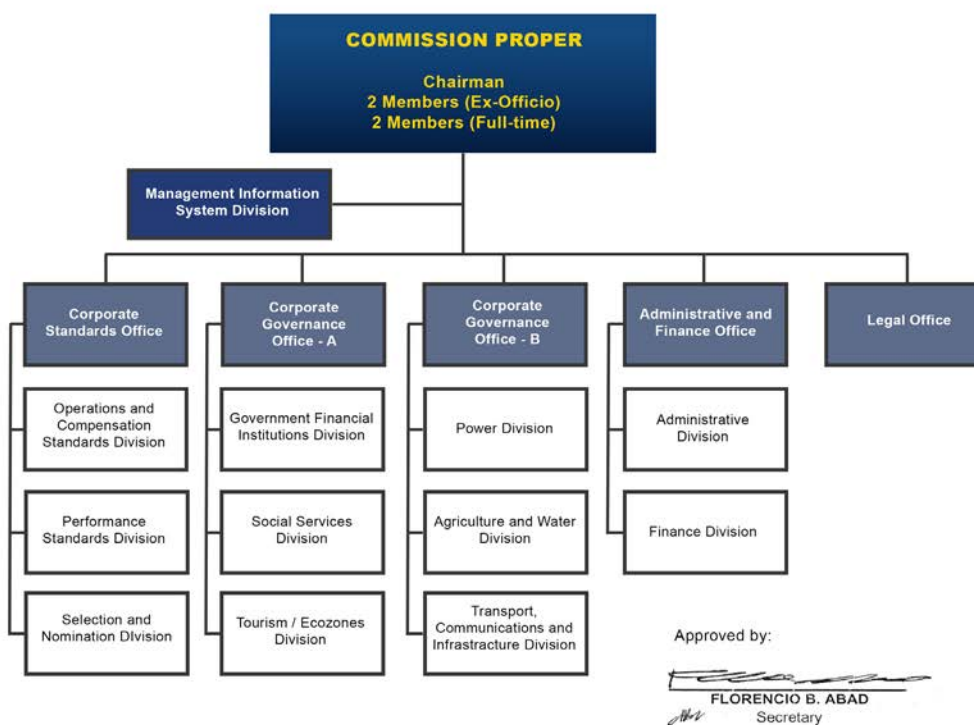 COMMISSION PROPER
Chairman
2 Members (Ex-Officio)
2 Members (Full-time)
Management Information
System Division
Corporate
Standards Office
Corporate
Governance
Office - A
Corporate
Governance
Office - B
Administrative and
Finance Office
Legal Office
Operations and
Compensation
Standards Division
Government Financial
Institutions Division
Power Division
Administrative
Division
Performance
Standards Division
Social Services
Division
Agriculture and Water
Division
Finance Division
Selection and
Nomination DIvision
Tourism / Ecozones
Division
Transport,
Communications and
Infrastracture Division
Approved by:
FLORENCIO B. ABAD
Secretary